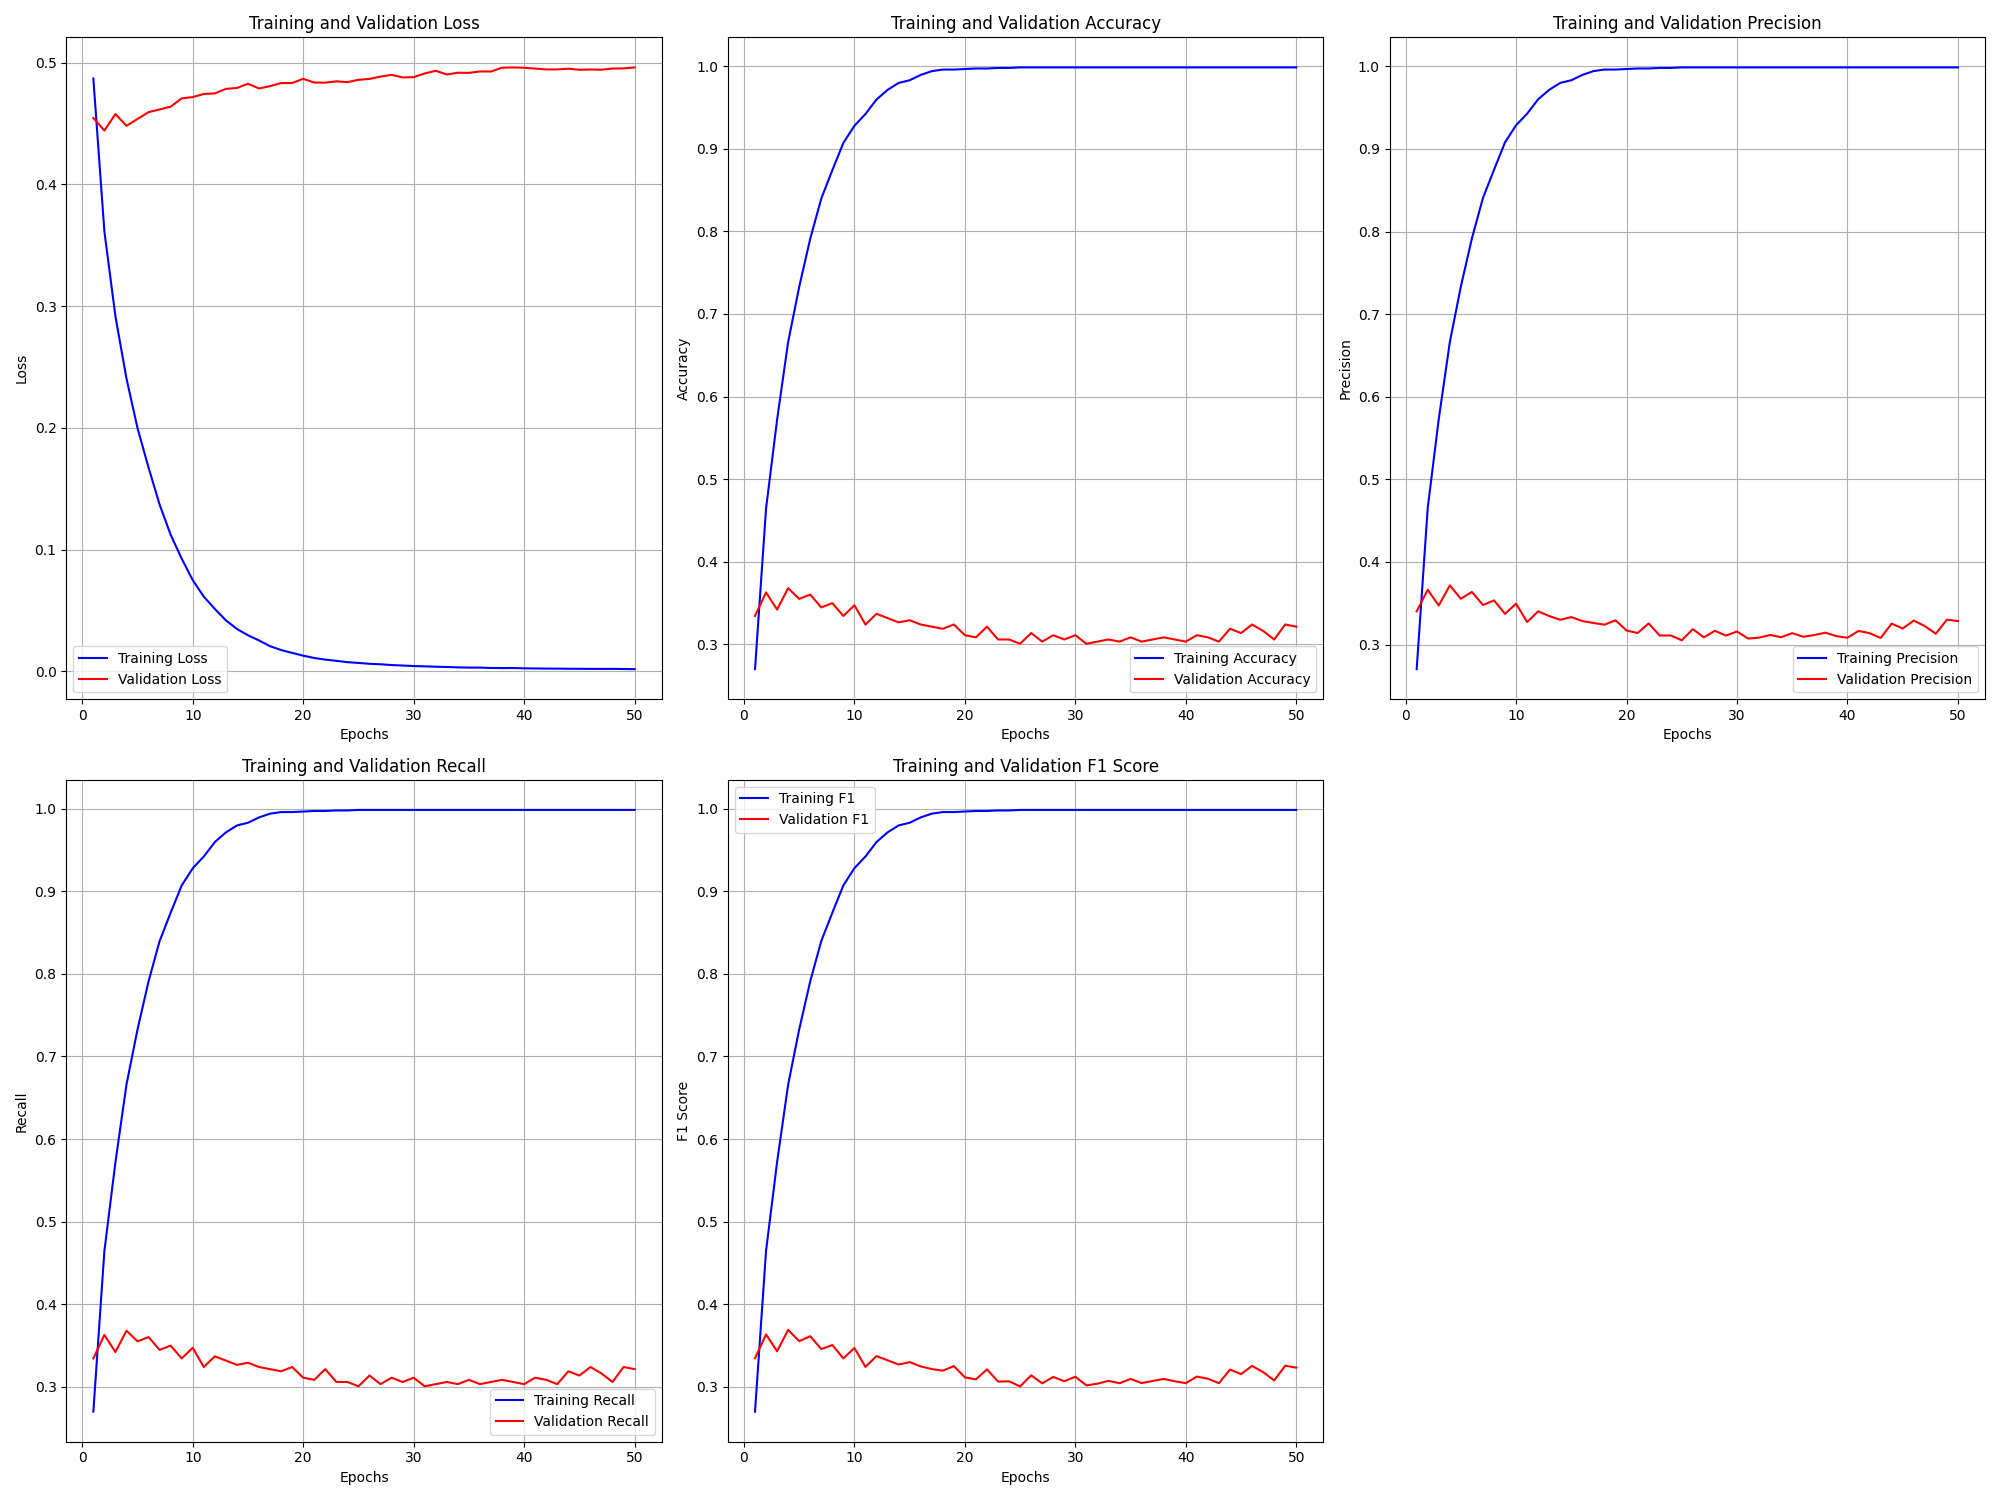 Training and Validation Loss
0.5
0.4
0.3
0.2
0.1
0.0
Loss
Training Loss
Validation Loss
0 10 20 30 40 50
Epochs
Training and Validation Accuracy
1.0
0.9
0.8
0.7
0.6
0.5
0.4
0.3
Accuracy
Training Accuracy
Validation Accuracy
0 10 20 30 40 50
Epochs
Training and Validation Precision
1.0
0.9
0.8
0.7
0.6
0.5
0.4
0.3
Precision
Training Precision
Validation Precision
0 10 20 30 40 50
Epochs
Training and Validation Recall
1.0
0.9
0.8
0.7
0.6
0.5
0.4
0.3
Recall
Training Recall
Validation Recall
0 10 20 30 40 50
Epochs
Training and Validation F1 Score
Training F1
Validation F1
1.0
0.9
0.8
0.7
0.6
0.5
0.4
0.3
F1 Score
0 10 20 30 40 50
Epochs